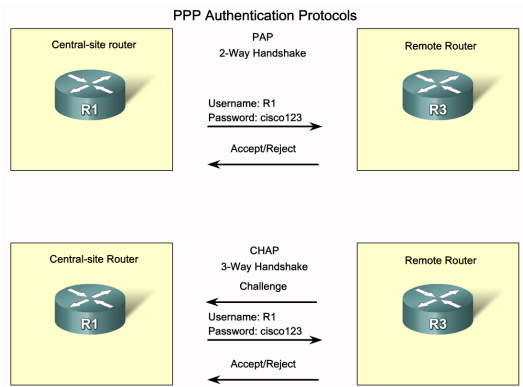 PPP Authentication Protocols
Central-site router
PAP
2-Way Handshake
Remote Router
R1
Username: R1
Password: cisco123
R3
Accept/Reject
Central-site Router
CHAP
3-Way Handshake
Remote Router
Challenge
R1
Username: R1
Password: cisco123
R3
Accept/Reject